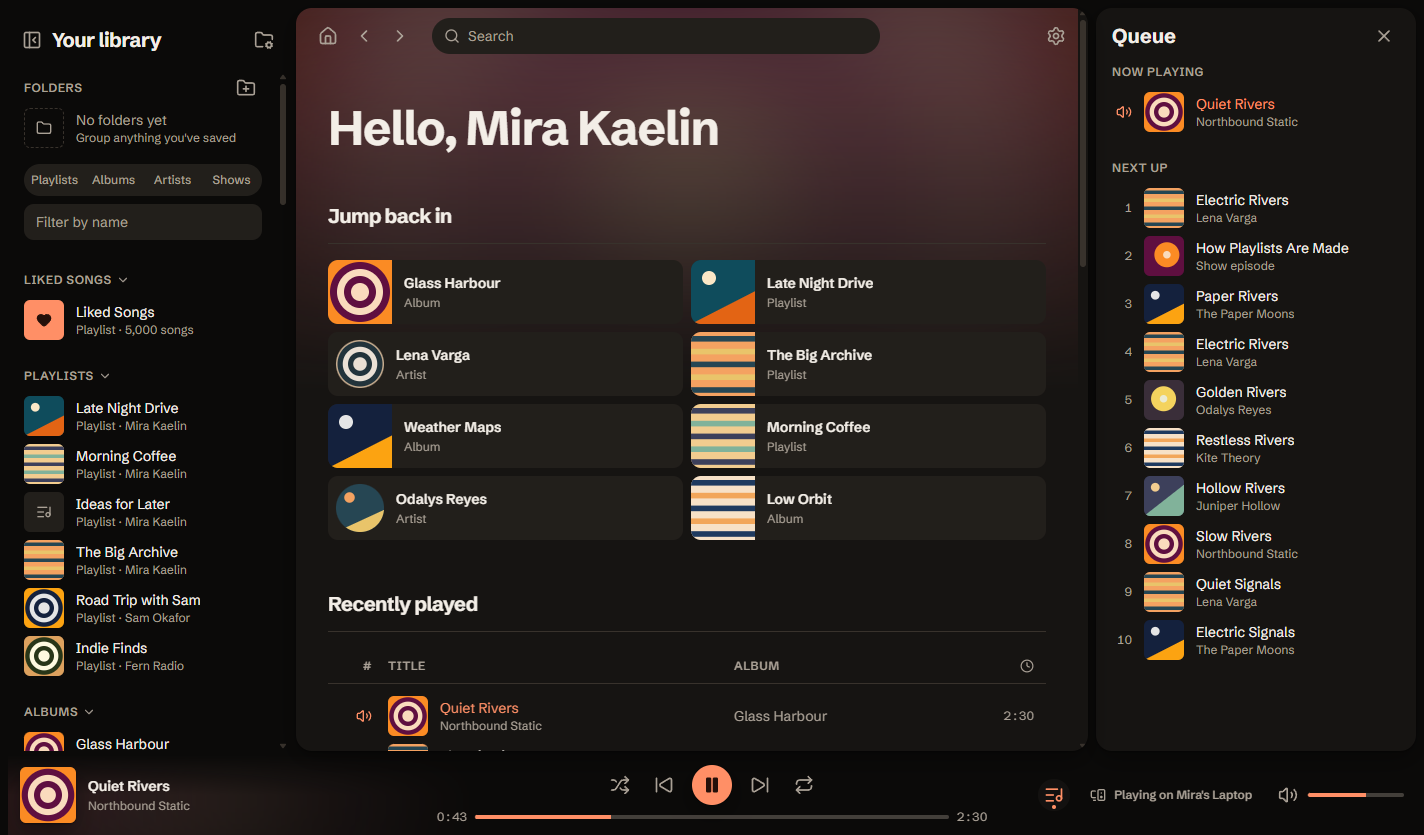 Your library
FOLDERS
No folders yet
Group anything you've saved
Playlists Albums Artists Shows
Filter by name
LIKED SONGS
Liked Songs
Playlist · 5,000 songs
PLAYLISTS
Late Night Drive
Playlist · Mira Kaelin
Morning Coffee
Playlist · Mira Kaelin
Ideas for Later
Playlist · Mira Kaelin
The Big Archive
Playlist · Mira Kaelin
Road Trip with Sam
Playlist · Sam Okafor
Indie Finds
Playlist · Fern Radio
ALBUMS
Glass Harbour
Search
Hello, Mira Kaelin
Jump back in
Glass Harbour
Album
Late Night Drive
Playlist
Lena Varga
Artist
The Big Archive
Playlist
Weather Maps
Album
Morning Coffee
Playlist
Odalys Reyes
Artist
Low Orbit
Album
Recently played
# TITLE ALBUM
Quiet Rivers
Northbound Static
Glass Harbour
2:30
Queue
NOW PLAYING
Quiet Rivers
Northbound Static
NEXT UP
1 Electric Rivers
Lena Varga
2 How Playlists Are Made
Show episode
3 Paper Rivers
The Paper Moons
4 Electric Rivers
Lena Varga
5 Golden Rivers
Odalys Reyes
6 Restless Rivers
Kite Theory
7 Hollow Rivers
Juniper Hollow
8 Slow Rivers
Northbound Static
9 Quiet Signals
Lena Varga
10 Electric Signals
The Paper Moons
Quiet Rivers
Northbound Static
0:43 2:30
Playing on Mira's Laptop